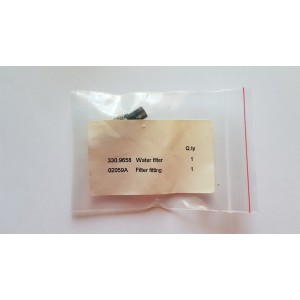 Q.ty
330.9658 Water filter 1
02059A Filter fitting 1